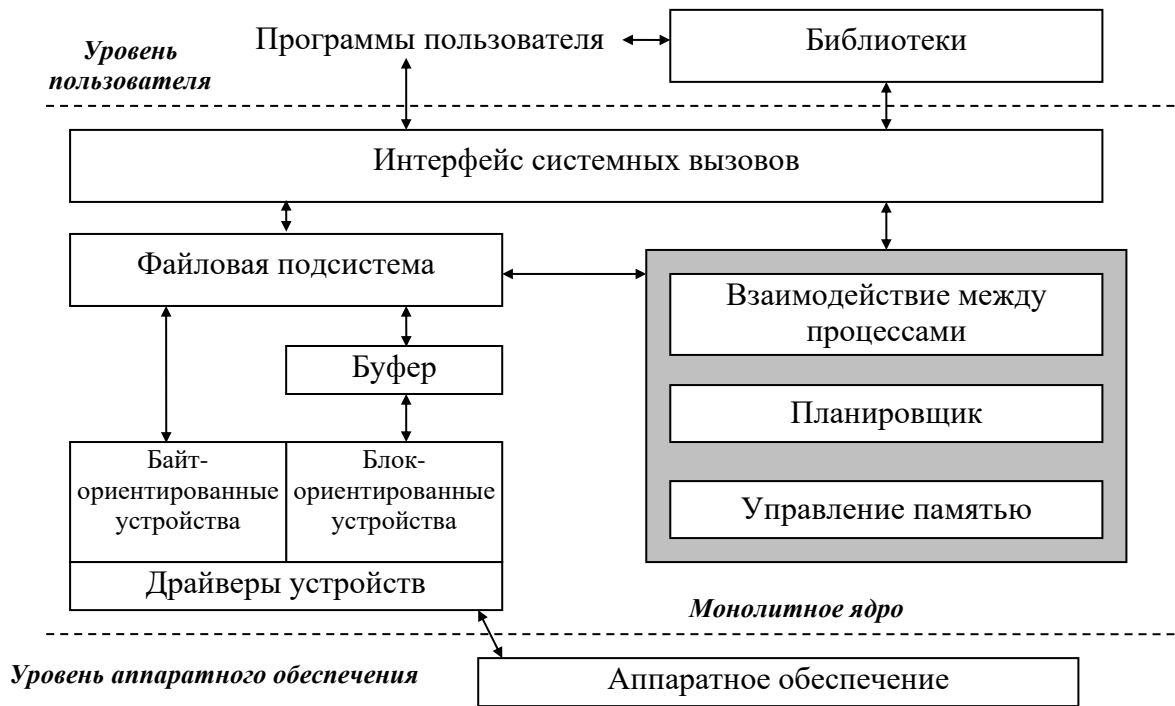 Программы пользователя
Библиотеки
Уровень
пользователя
Интерфейс системных вызовов
Файловая подсистема
Взаимодействие между
процессами
Буфер
Планировщик
Байт-
ориентированные
устройства
Блок-
ориентированные
устройства
Управление памятью
Драйверы устройств
Монолитное ядро
Уровень аппаратного обеспечения
Аппаратное обеспечение